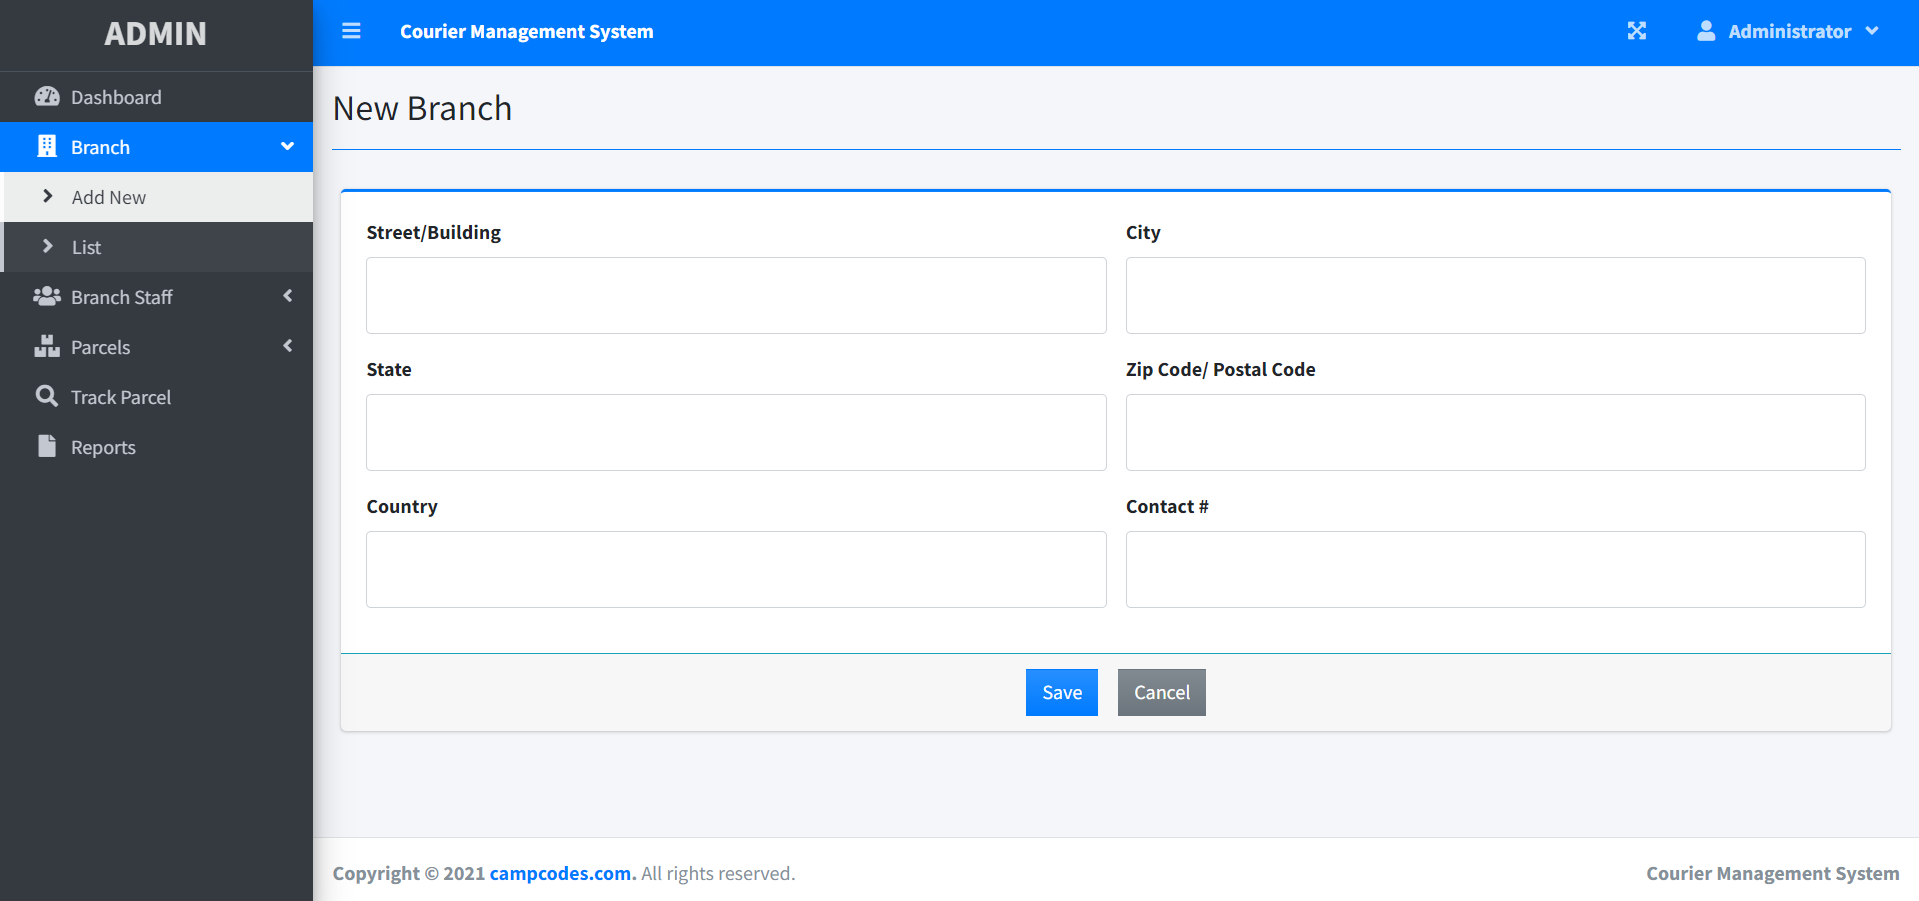 ADMIN
Dashboard
Branch
Add New
List
Branch Staff
Parcels
Track Parcel
Reports
Courier Management System
Administrator
New Branch
Street/Building
City
State
Zip Code/ Postal Code
Country
Contact #
Save
Cancel
Copyright © 2021 campcodes.com. All rights reserved.
Courier Management System